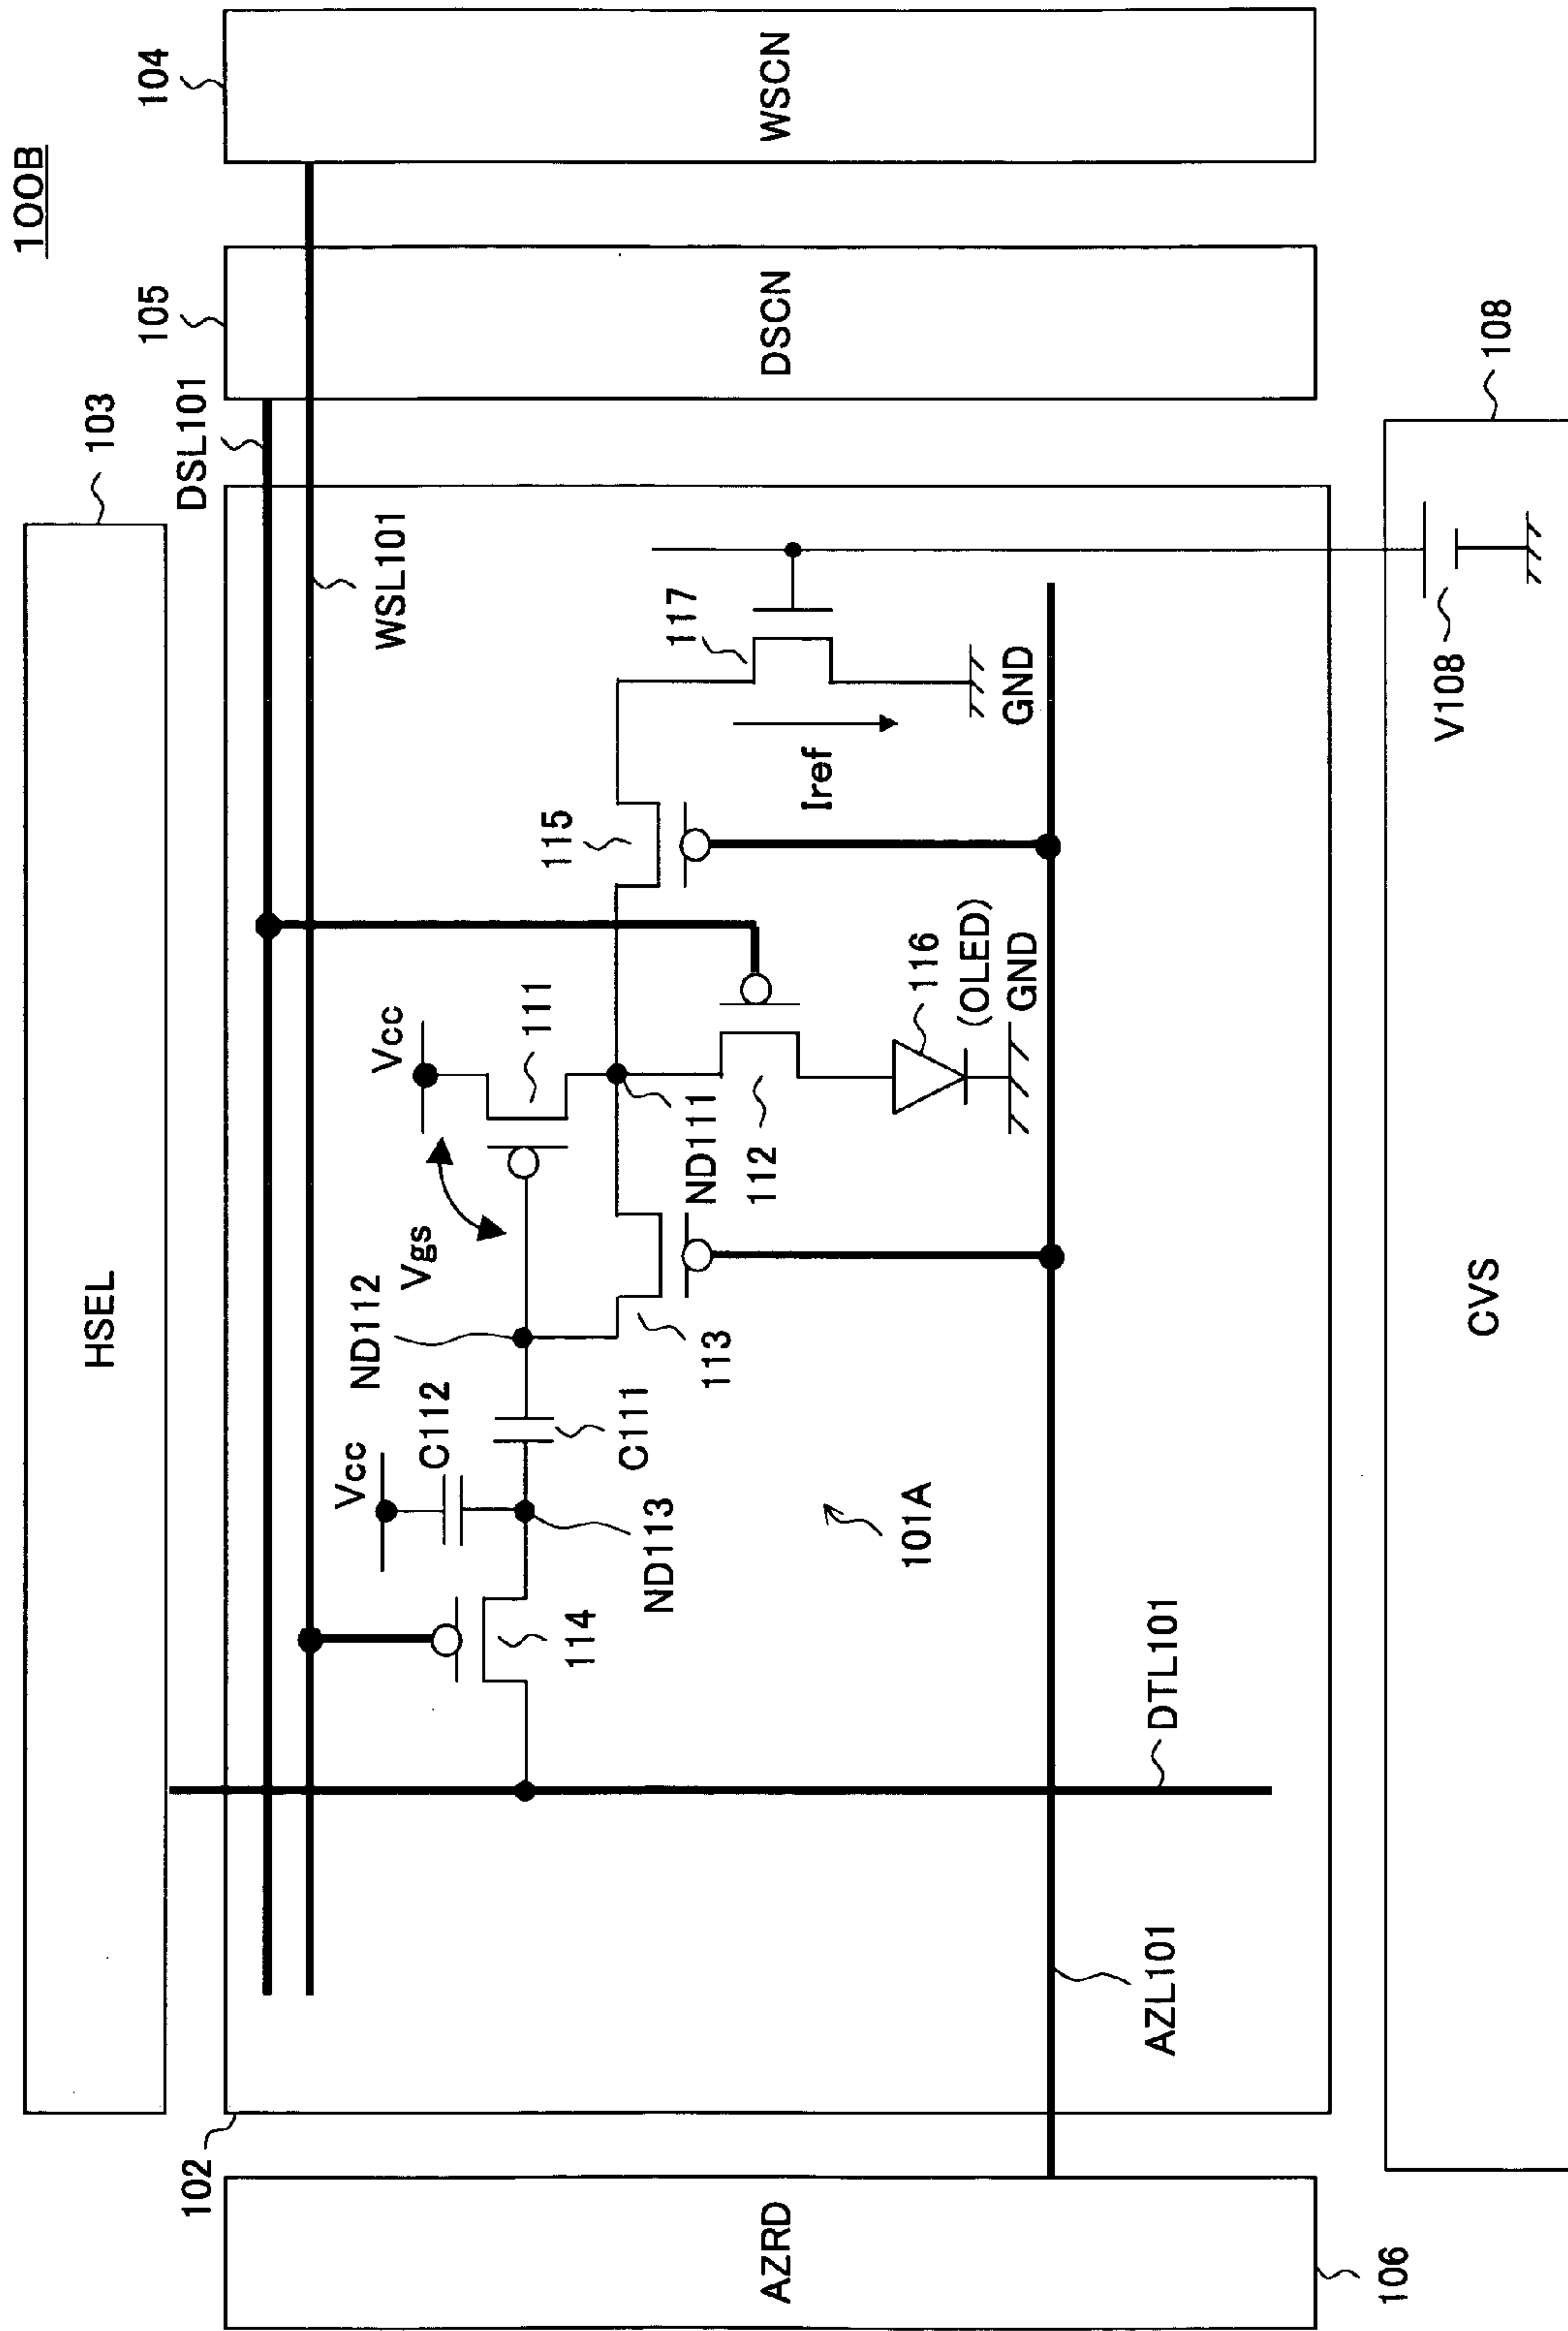 100B
103
HSEL
DSL101
105
104
WSL101
Vcc
111
Vgs
ND112
Vcc
C112
C111
ND113
114
113
ND111
112
115
117
Iref
GND
116
(OLED)
GND
101A
DTL101
AZL101
102
AZRD
106
DSCN
WSCN
CVS
V108
108